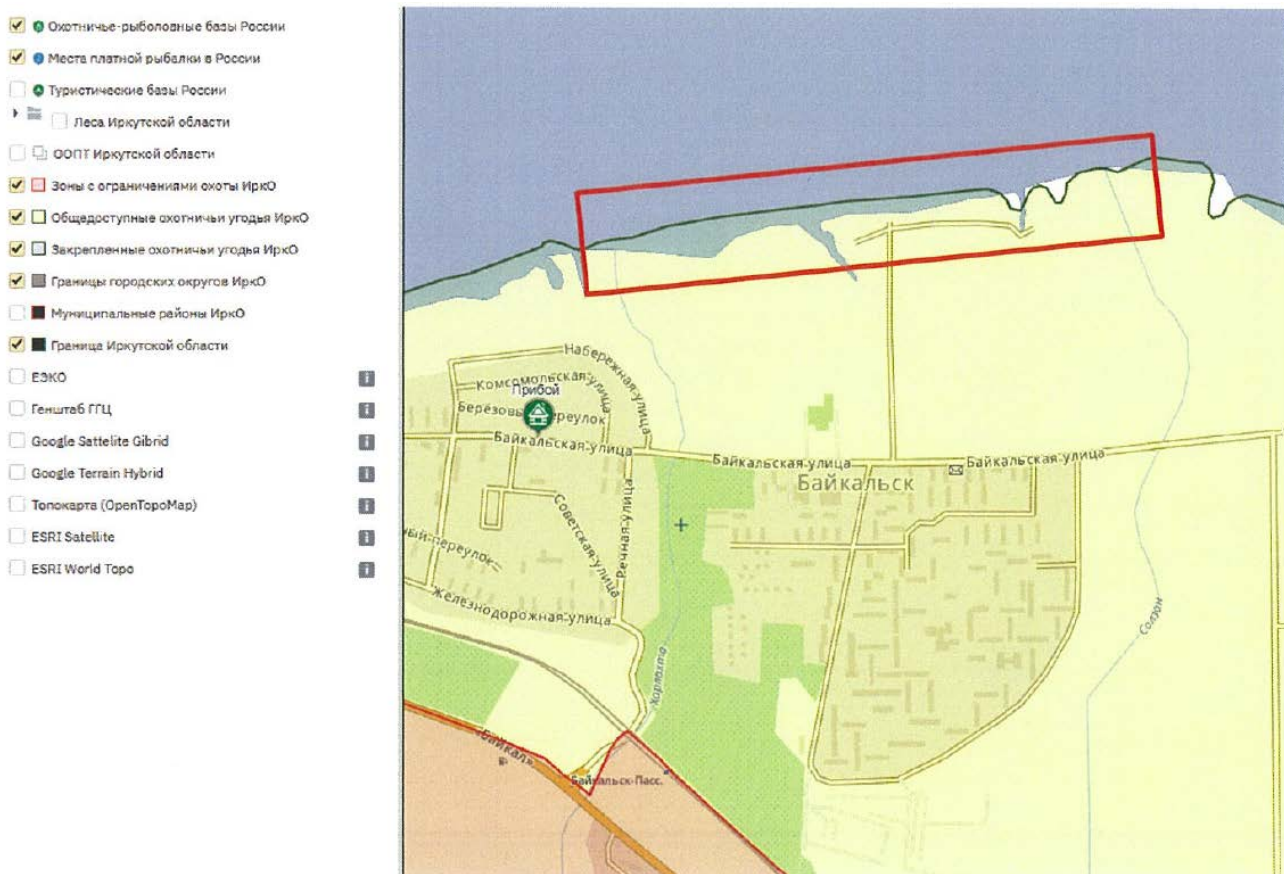 Охотничье-рыболовные базы России
Места платной рыбалки в России
Туристические базы России
Леса Иркутской области
ООПТ Иркутской области
Зоны с ограничениями охоты ИркО
Общедоступные охотничьи угодья ИркО
Закрепленные охотничьи угодья ИркО
Границы городских округов ИркО
Муниципальные районы ИркО
Граница Иркутской области
ЕЭКО
Генштаб ГГЦ
Google Sattelite Gibrid
Google Terrain Hybrid
Топокарта (OpenTopoMap)
ESRI Satellite
ESRI World Topo
Набережная улица
Комсомольская улица
Прибой
Берёзовый переулок
Байкальская улица
Байкальская улица
Байкальская улица
Байкальск
Советская улица
Речная улица
ный переулок
Железнодорожная улица
Харлахта
Солзан
«Байкал»
Байкальск-Пасс.